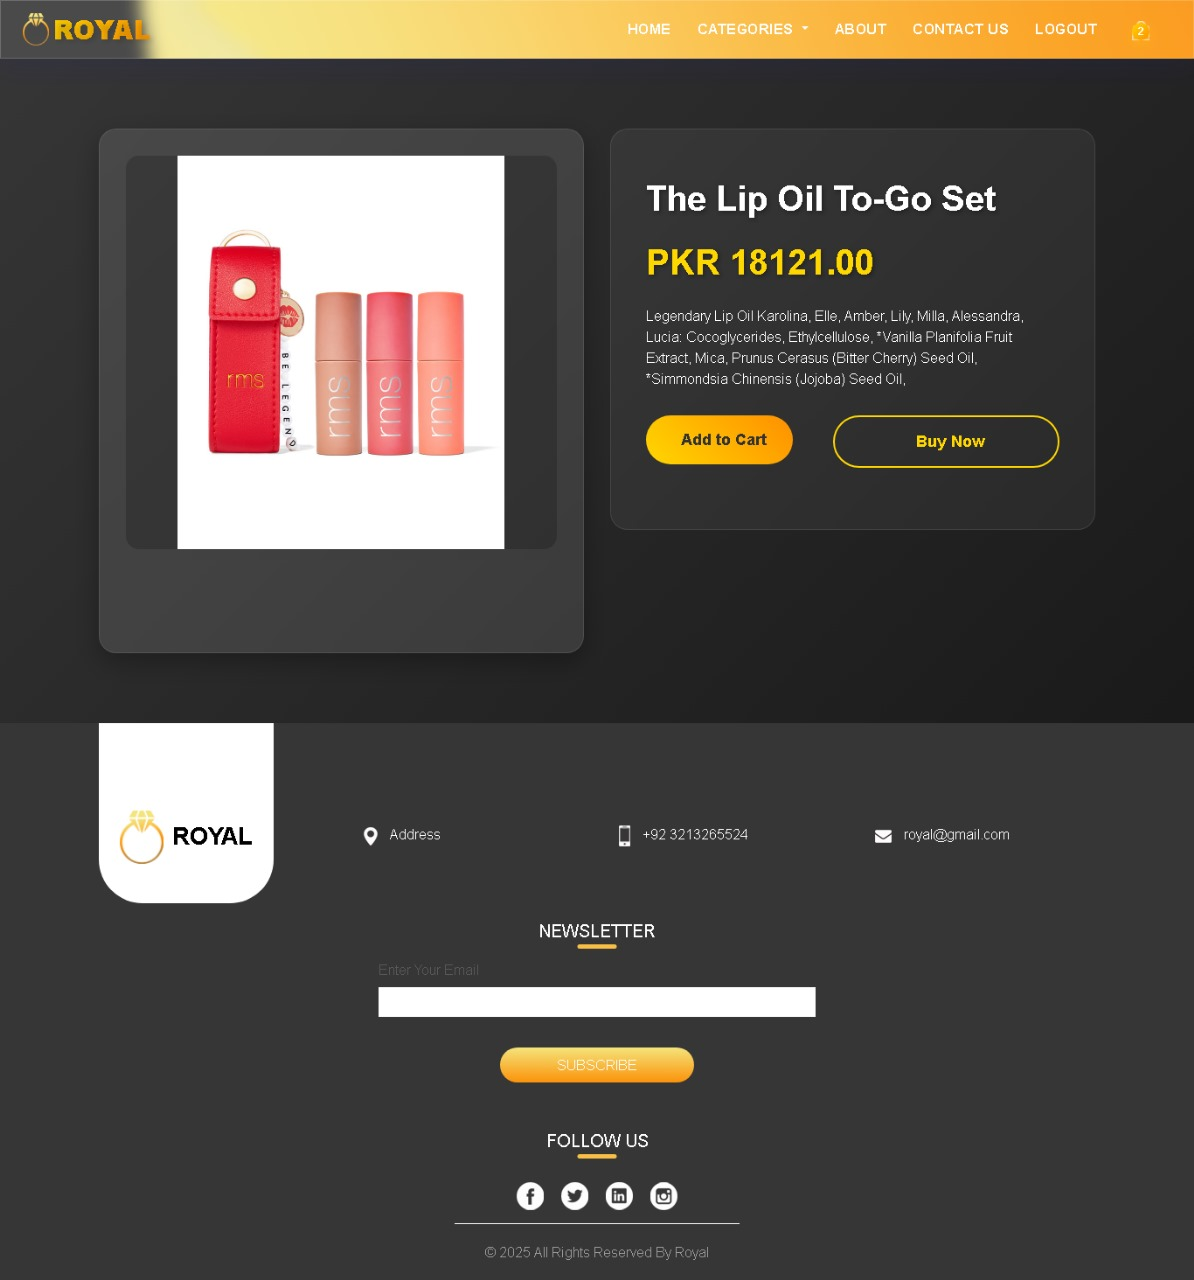 ROYAL
HOME CATEGORIES ABOUT CONTACT US LOGOUT 2
The Lip Oil To-Go Set
PKR 18121.00
Legendary Lip Oil Karolina, Elle, Amber, Lily, Milla, Alessandra,
Lucia: Cocoglycerides, Ethylcellulose, *Vanilla Planifolia Fruit
Extract, Mica, Prunus Cerasus (Bitter Cherry) Seed Oil,
*Simmondsia Chinensis (Jojoba) Seed Oil,
Add to Cart Buy Now
rms
BE LEGEND
rms
rms
rms
ROYAL
Address
+92 3213265524
royal@gmail.com
NEWSLETTER
Enter Your Email
SUBSCRIBE
FOLLOW US
© 2025 All Rights Reserved By Royal